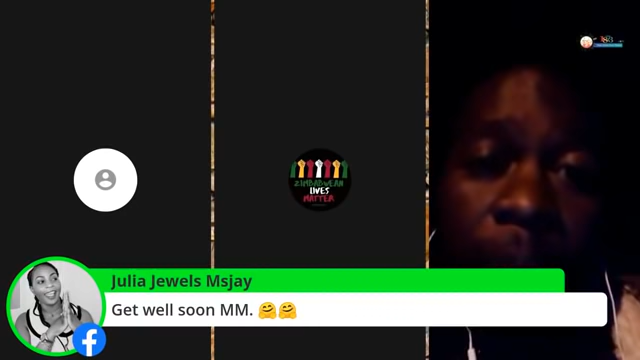 ZIMBABWEAN
LIVES
MATTER
Julia Jewels Msjay
Get well soon MM. 🤗🤗